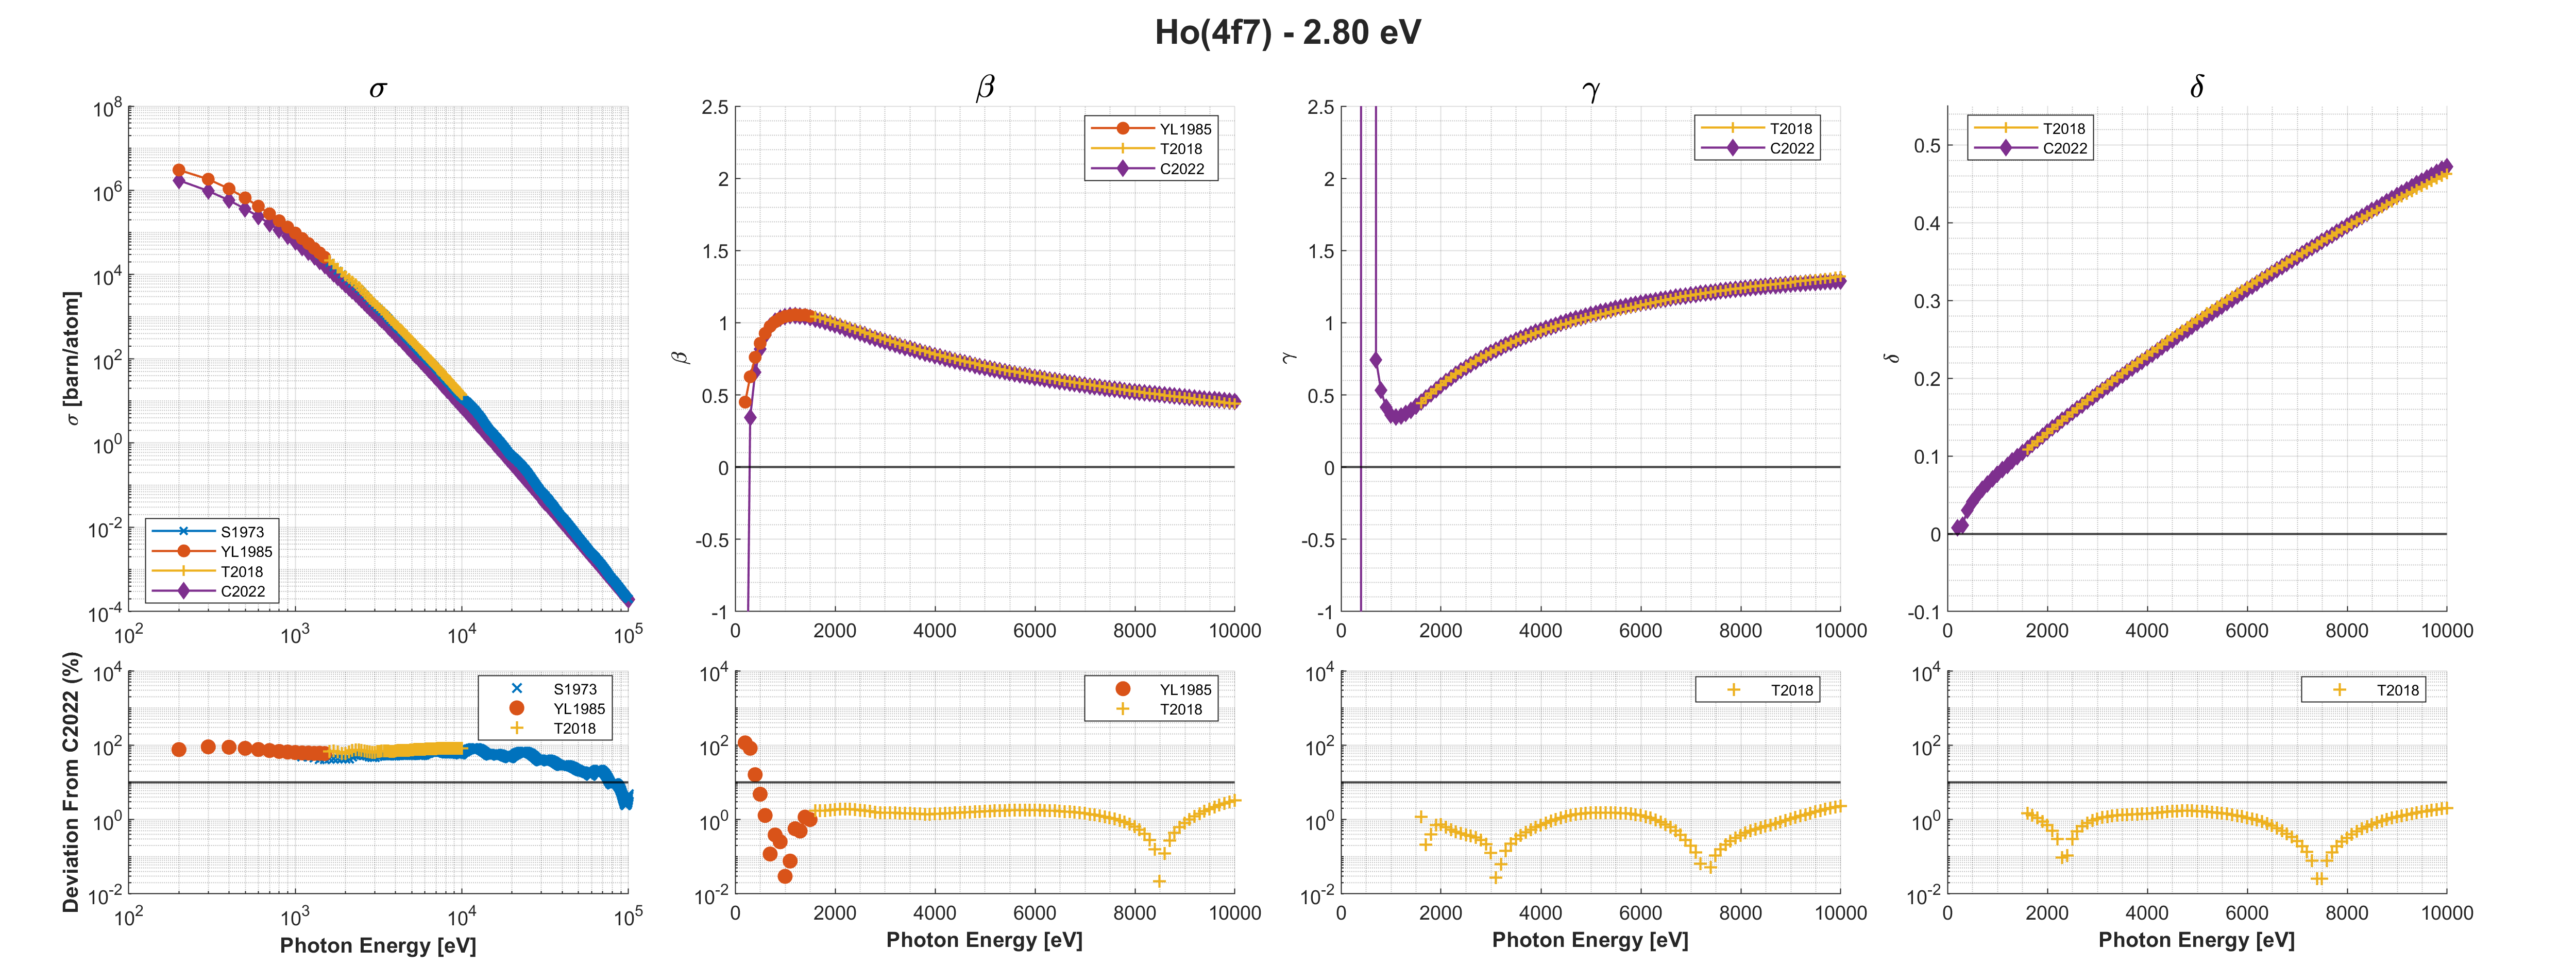 Ho(4f7) - 2.80 eV
σ
10^8
10^6
10^4
10^2
10^0
10^-2
10^-4
10^2
10^3
10^4
10^5
σ [barn/atom]
S1973
YL1985
T2018
C2022
β
2.5
2
1.5
1
0.5
0
-0.5
-1
0
2000
4000
6000
8000
10000
β
YL1985
T2018
C2022
γ
2.5
2
1.5
1
0.5
0
-0.5
-1
0
2000
4000
6000
8000
10000
γ
T2018
C2022
δ
0.5
0.4
0.3
0.2
0.1
0
-0.1
0
2000
4000
6000
8000
10000
δ
T2018
C2022
Deviation From C2022 (%)
10^4
10^2
10^0
10^-2
10^2
10^3
10^4
10^5
Photon Energy [eV]
S1973
YL1985
T2018
10^4
10^2
10^0
10^-2
0
2000
4000
6000
8000
10000
Photon Energy [eV]
YL1985
T2018
10^4
10^2
10^0
10^-2
0
2000
4000
6000
8000
10000
Photon Energy [eV]
T2018
10^4
10^2
10^0
10^-2
0
2000
4000
6000
8000
10000
Photon Energy [eV]
T2018